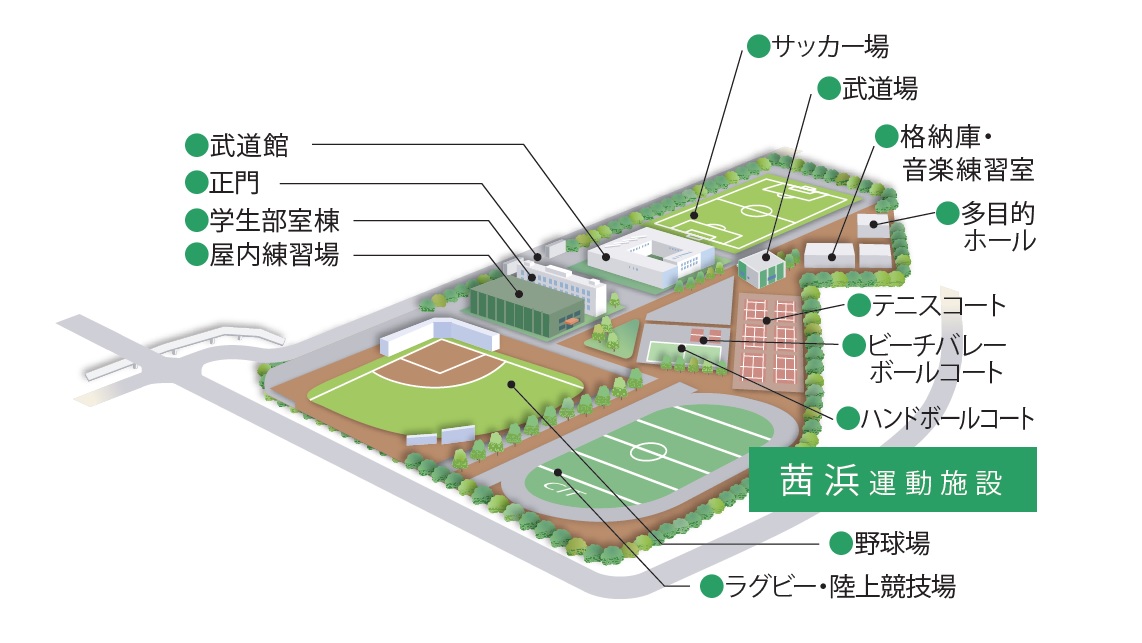 ●サッカー場
●武道場
●格納庫・
音楽練習室
●多目的
ホール
●武道館
●正門
●学生部室棟
●屋内練習場
●テニスコート
●ビーチバレー
ボールコート
●ハンドボールコート
茜浜運動施設
●野球場
●ラグビー・陸上競技場
CIT